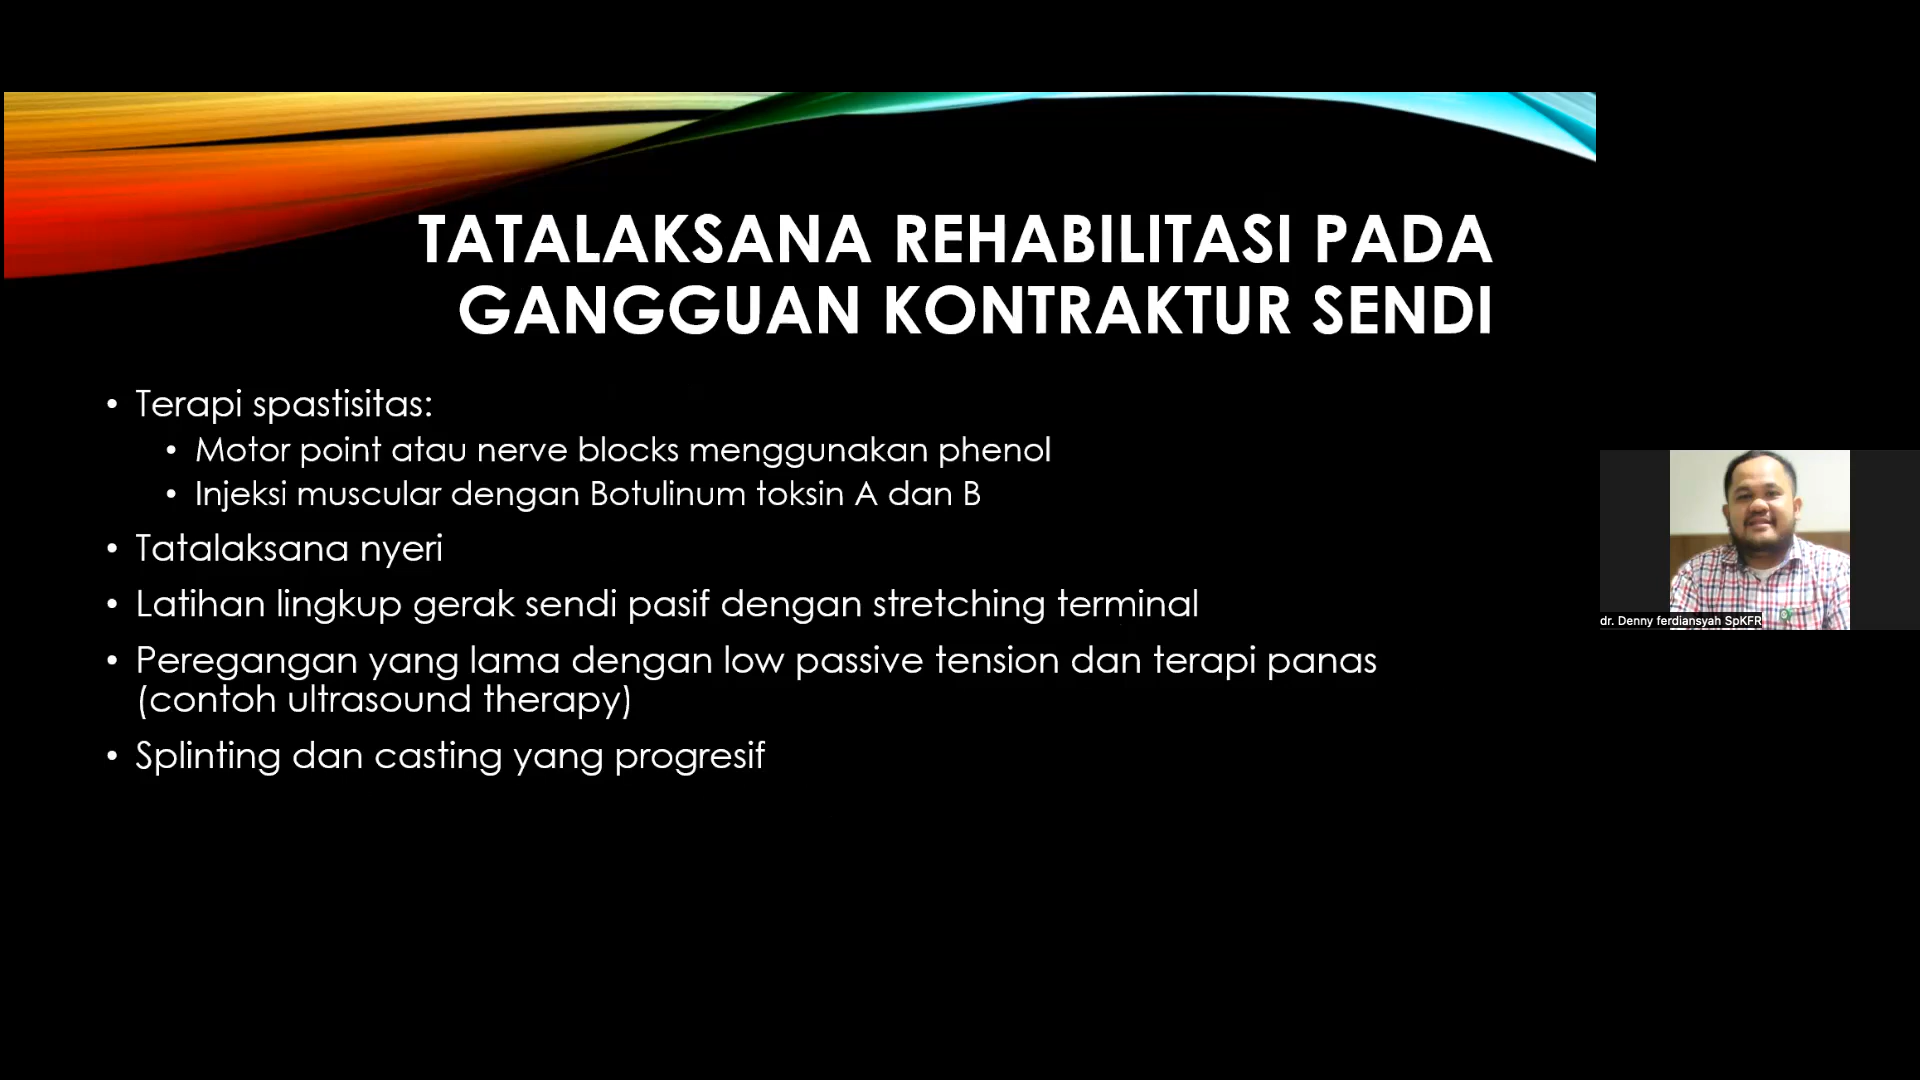 TATALAKSANA REHABILITASI PADA
GANGGUAN KONTRAKTUR SENDI
• Terapi spastisitas:
• Motor point atau nerve blocks menggunakan phenol
• Injeksi muscular dengan Botulinum toksin A dan B
• Tatalaksana nyeri
• Latihan lingkup gerak sendi pasif dengan stretching terminal
• Peregangan yang lama dengan low passive tension dan terapi panas
(contoh ultrasound therapy)
• Splinting dan casting yang progresif
dr. Denny ferdiansyah SpKFR